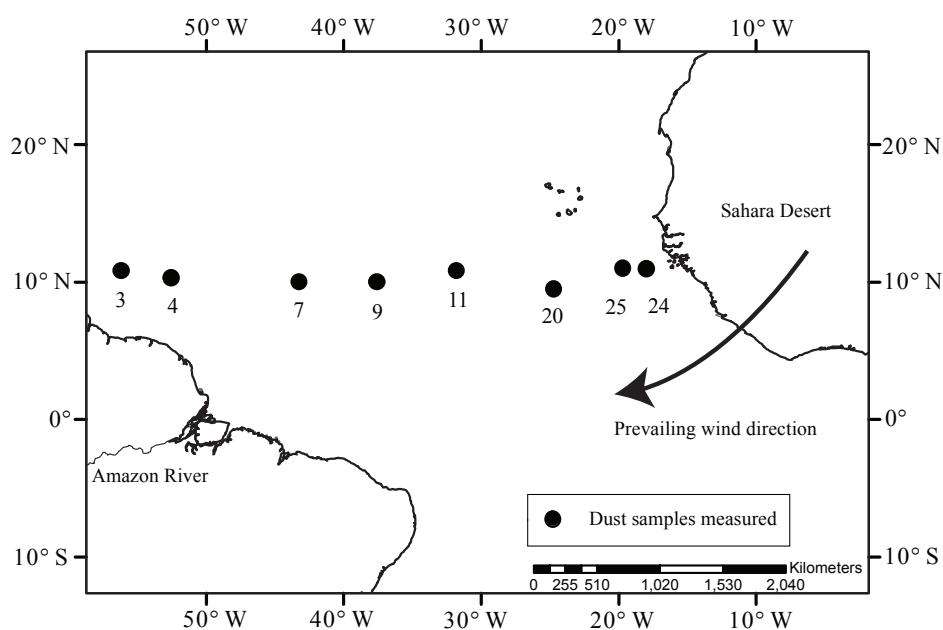 50° W 40° W 30° W 20° W 10° W
20° N 20° N
Sahara Desert
10° N 10° N
3 4 7 9 11 20 25 24
0° 0°
Prevailing wind direction
Amazon River
Dust samples measured
10° S 10° S
Kilometers
0 255 510 1,020 1,530 2,040
50° W 40° W 30° W 20° W 10° W